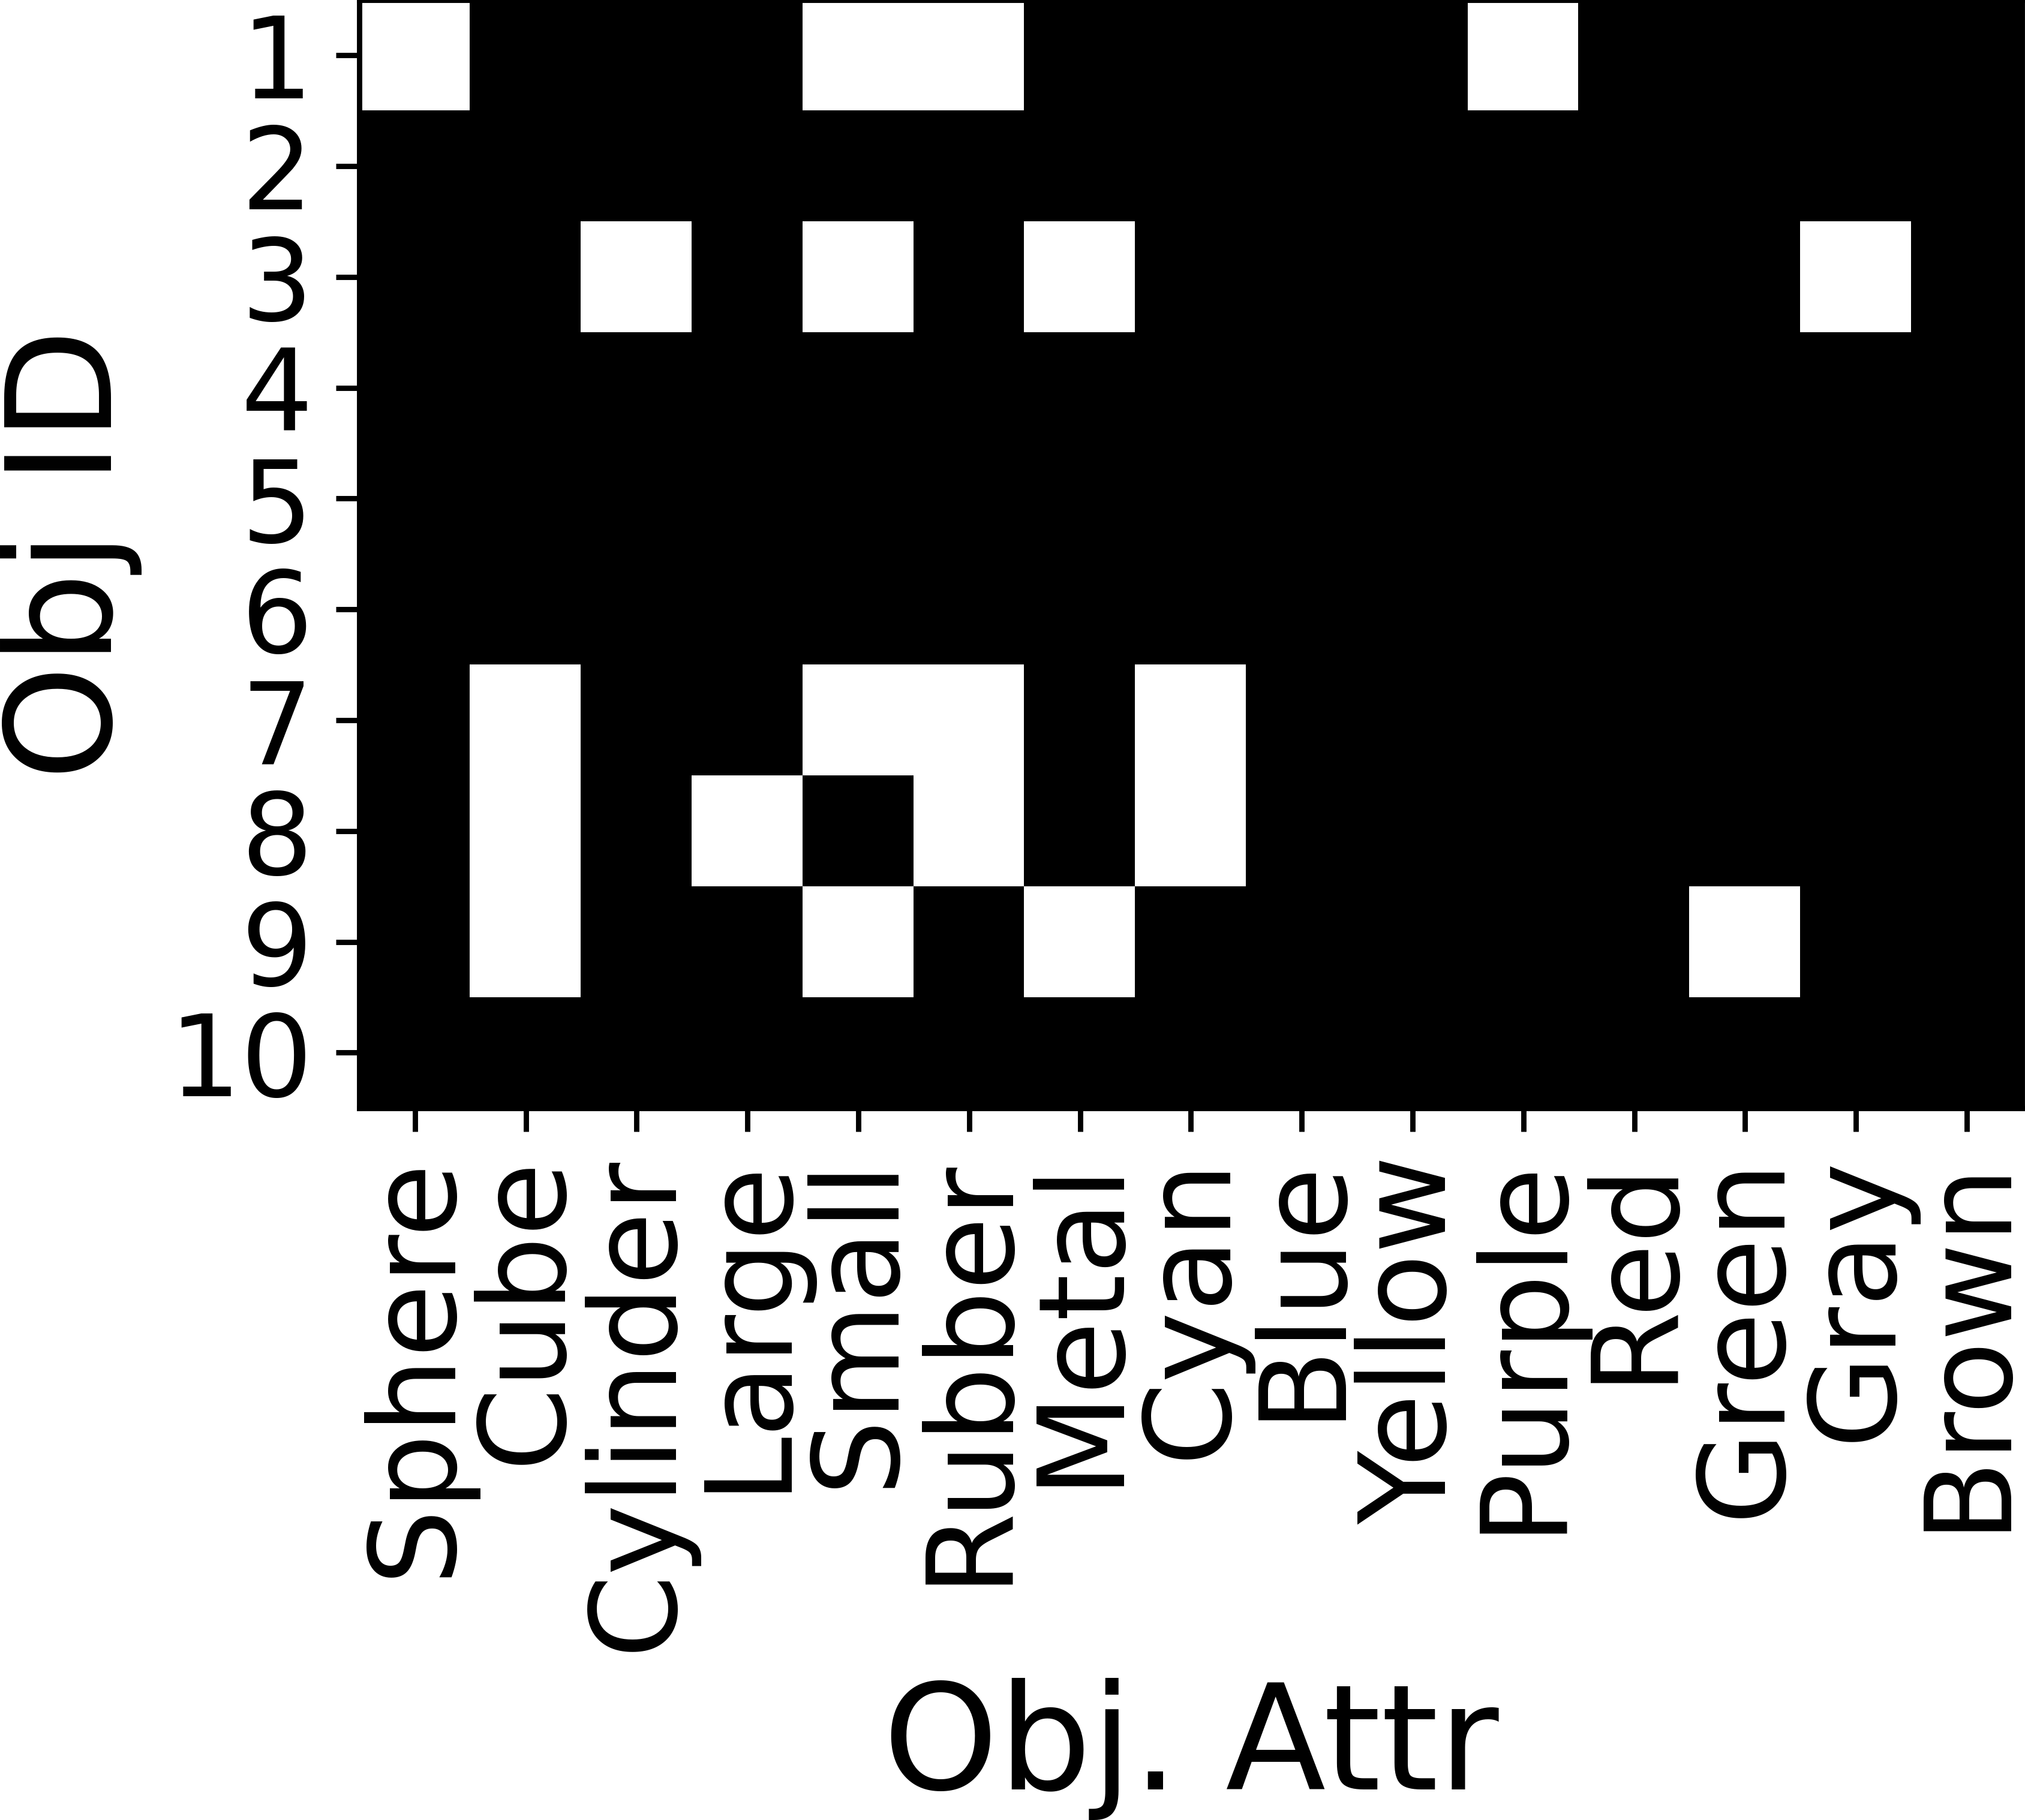 Obj ID
1
2
3
4
5
6
7
8
9
10
Sphere
Cube
Cylinder
Large
Small
Rubber
Metal
Cyan
Blue
Yellow
Purple
Red
Green
Gray
Brown
Obj. Attr